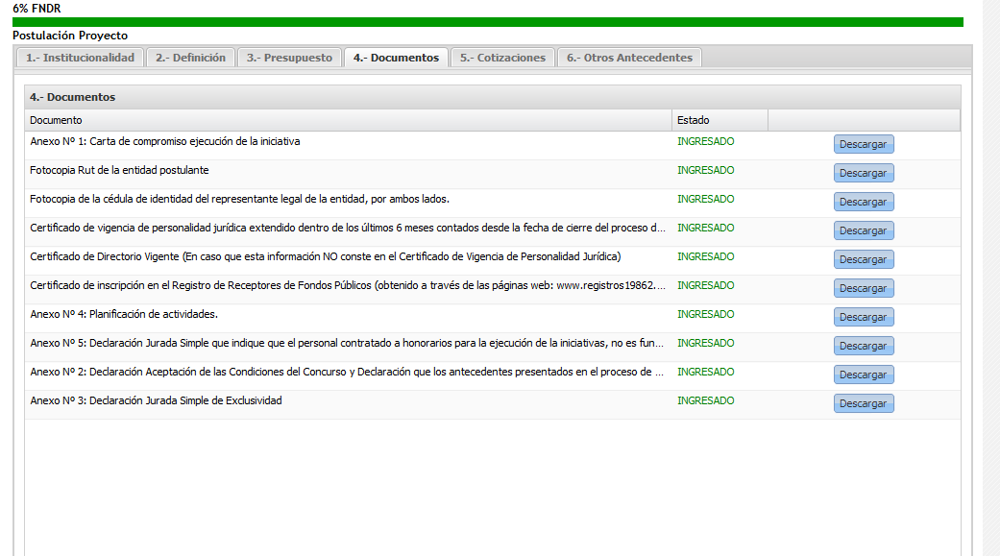 6% FNDR
Postulación Proyecto
1.- Institucionalidad 2.- Definición 3.- Presupuesto 4.- Documentos 5.- Cotizaciones 6.- Otros Antecedentes
4.- Documentos
Documento Estado
Anexo Nº 1: Carta de compromiso ejecución de la iniciativa INGRESADO Descargar
Fotocopia Rut de la entidad postulante INGRESADO Descargar
Fotocopia de la cédula de identidad del representante legal de la entidad, por ambos lados. INGRESADO Descargar
Certificado de vigencia de personalidad jurídica extendido dentro de los últimos 6 meses contados desde la fecha de cierre del proceso d... INGRESADO Descargar
Certificado de Directorio Vigente (En caso que esta información NO conste en el Certificado de Vigencia de Personalidad Jurídica) INGRESADO Descargar
Certificado de inscripción en el Registro de Receptores de Fondos Públicos (obtenido a través de las páginas web: www.registros19862.... INGRESADO Descargar
Anexo Nº 4: Planificación de actividades. INGRESADO Descargar
Anexo Nº 5: Declaración Jurada Simple que indique que el personal contratado a honorarios para la ejecución de la iniciativas, no es fun... INGRESADO Descargar
Anexo Nº 2: Declaración Aceptación de las Condiciones del Concurso y Declaración que los antecedentes presentados en el proceso de ... INGRESADO Descargar
Anexo Nº 3: Declaración Jurada Simple de Exclusividad INGRESADO Descargar